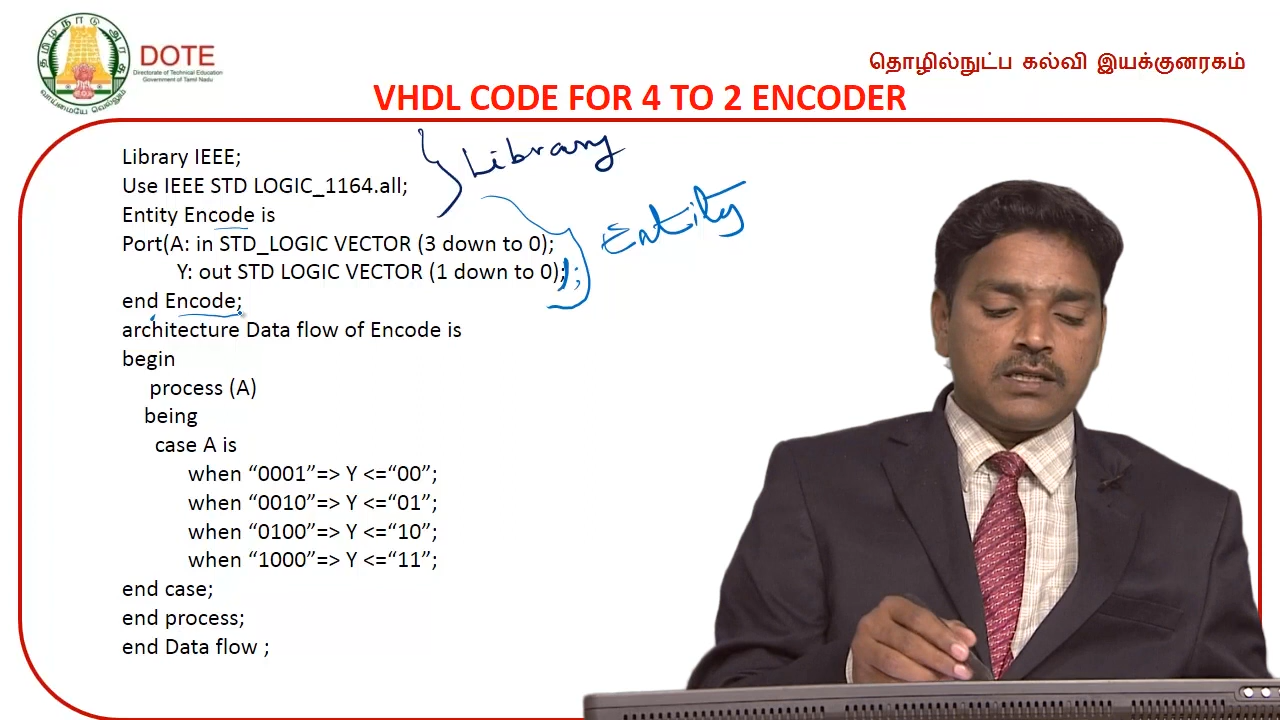 தமிழ்நாடு அரசு
வாய்மையே வெல்லும்
DOTE
Directorate of Technical Education
Government of Tamil Nadu
தொழில்நுட்ப கல்வி இயக்குனரகம்
VHDL CODE FOR 4 TO 2 ENCODER
Library IEEE;
Use IEEE STD LOGIC_1164.all;
Library
Entity Encode is
Port(A: in STD_LOGIC VECTOR (3 down to 0);
Entity
Y: out STD LOGIC VECTOR (1 down to 0););
end Encode;
architecture Data flow of Encode is
begin
process (A)
being
case A is
when “0001”=> Y <=“00”;
when “0010”=> Y <=“01”;
when “0100”=> Y <=“10”;
when “1000”=> Y <=“11”;
end case;
end process;
end Data flow ;